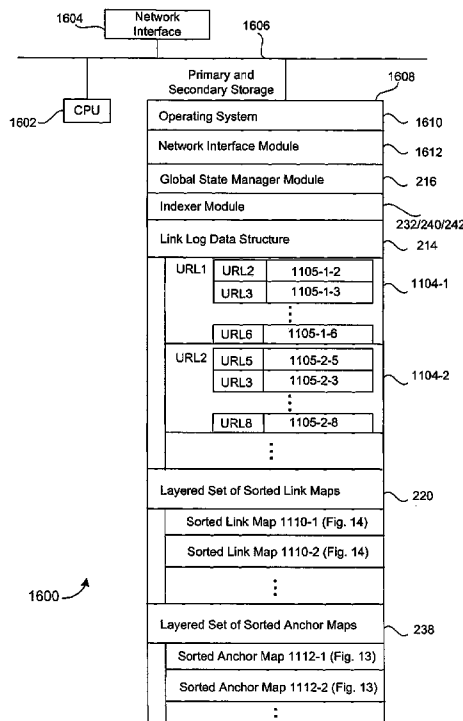 1604
Network
Interface
1606
Primary and
Secondary Storage
1608
1602
CPU
Operating System
1610
Network Interface Module
1612
Global State Manager Module
216
Indexer Module
232/240/242
Link Log Data Structure
214
URL1
URL2
1105-1-2
URL3
1105-1-3
1104-1
URL6
1105-1-6
URL2
URL5
1105-2-5
1104-2
URL3
1105-2-3
URL8
1105-2-8
Layered Set of Sorted Link Maps
220
Sorted Link Map 1110-1 (Fig. 14)
Sorted Link Map 1110-2 (Fig. 14)
1600
Layered Set of Sorted Anchor Maps
238
Sorted Anchor Map 1112-1 (Fig. 13)
Sorted Anchor Map 1112-2 (Fig. 13)